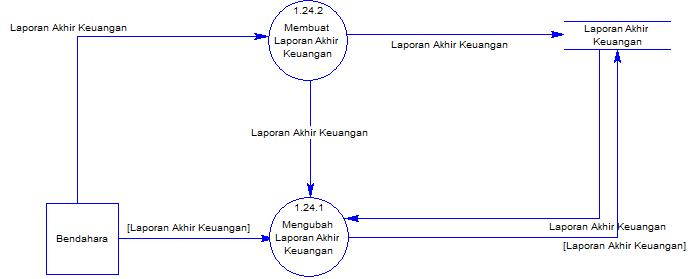 1.24.2
Laporan Akhir Keuangan
Membuat
Laporan Akhir
Keuangan
Laporan Akhir Keuangan
Laporan Akhir
Keuangan
Laporan Akhir Keuangan
1.24.1
Mengubah
Laporan Akhir
Keuangan
[Laporan Akhir Keuangan]
Bendahara
Laporan Akhir Keuangan
[Laporan Akhir Keuangan]